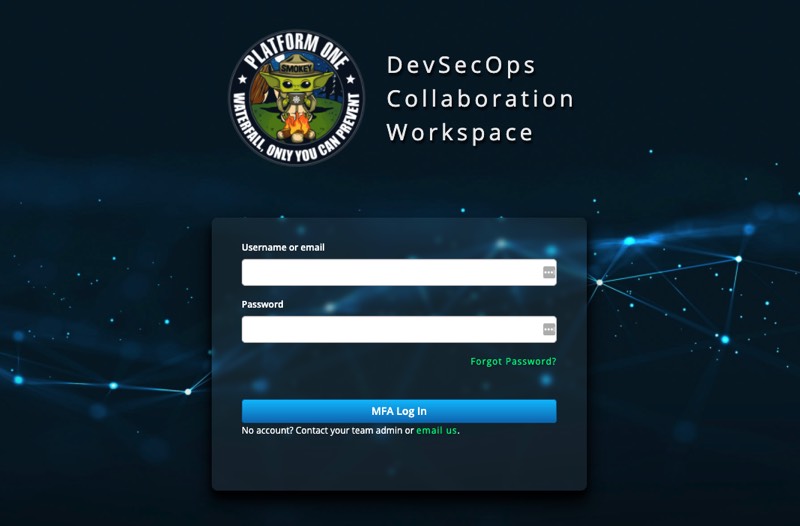 PLATFORM ONE
SMOKEY
WATERFALL, ONLY YOU CAN PREVENT
DevSecOps
Collaboration
Workspace
Username or email
Password
Forgot Password?
MFA Log In
No account? Contact your team admin or email us.